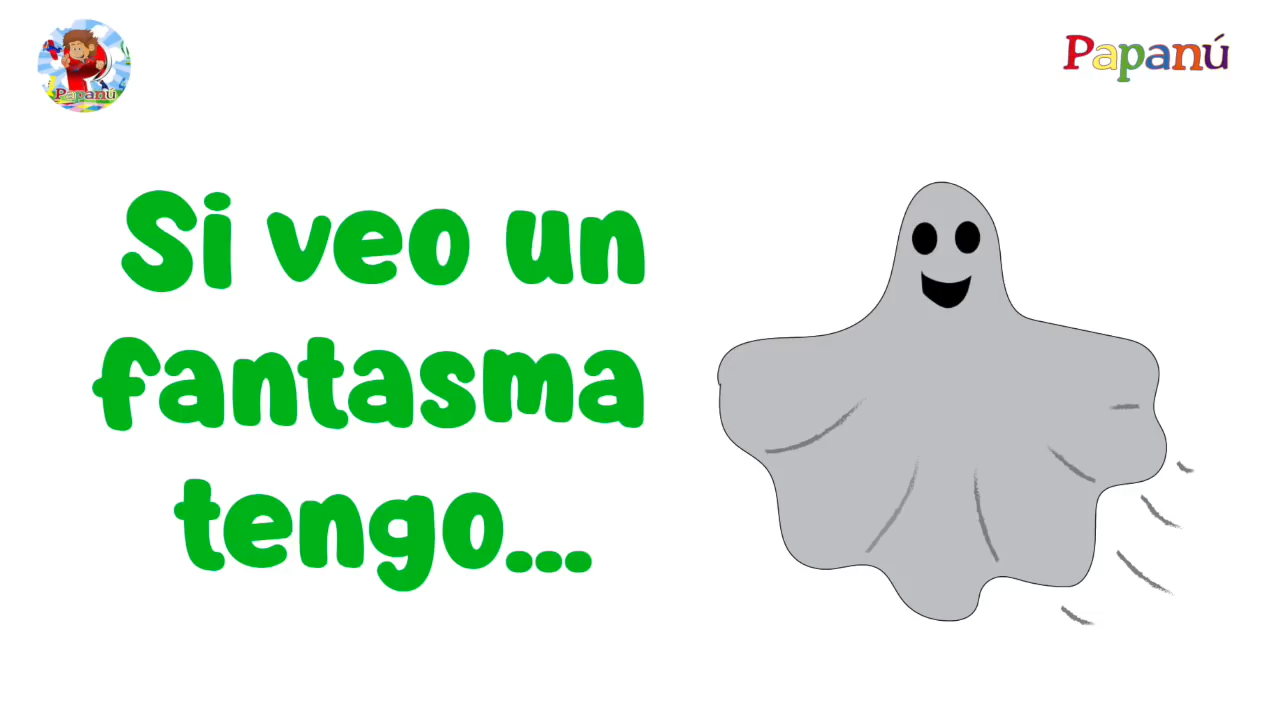 Papanú
Papanú
Si veo un
fantasma
tengo...